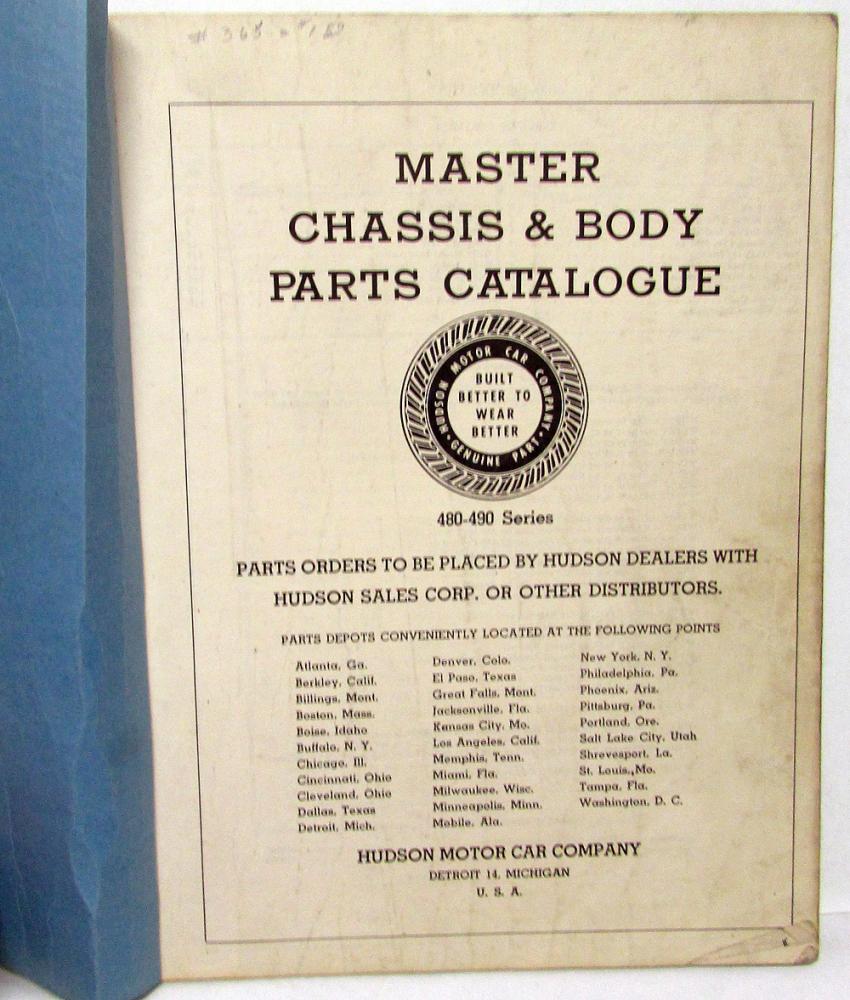 # 365
MASTER
CHASSIS & BODY
PARTS CATALOGUE
HUDSON MOTOR CAR COMPANY
BUILT
BETTER TO
WEAR
BETTER
GENUINE PART
480-490 Series
PARTS ORDERS TO BE PLACED BY HUDSON DEALERS WITH
HUDSON SALES CORP. OR OTHER DISTRIBUTORS.
PARTS DEPOTS CONVENIENTLY LOCATED AT THE FOLLOWING POINTS
Atlanta, Ga.
Berkley, Calif.
Billings, Mont.
Boston, Mass.
Boise, Idaho
Buffalo, N. Y.
Chicago, Ill.
Cincinnati, Ohio
Cleveland, Ohio
Dallas, Texas
Detroit, Mich.
Denver, Colo.
El Paso, Texas
Great Falls, Mont.
Jacksonville, Fla.
Kansas City, Mo.
Los Angeles, Calif.
Memphis, Tenn.
Miami, Fla.
Milwaukee, Wisc.
Minneapolis, Minn.
Mobile, Ala.
New York, N. Y.
Philadelphia, Pa.
Phoenix, Ariz.
Pittsburg, Pa.
Portland, Ore.
Salt Lake City, Utah
Shreveport, La.
St. Louis, Mo.
Tampa, Fla.
Washington, D. C.
HUDSON MOTOR CAR COMPANY
DETROIT 14, MICHIGAN
U. S. A.